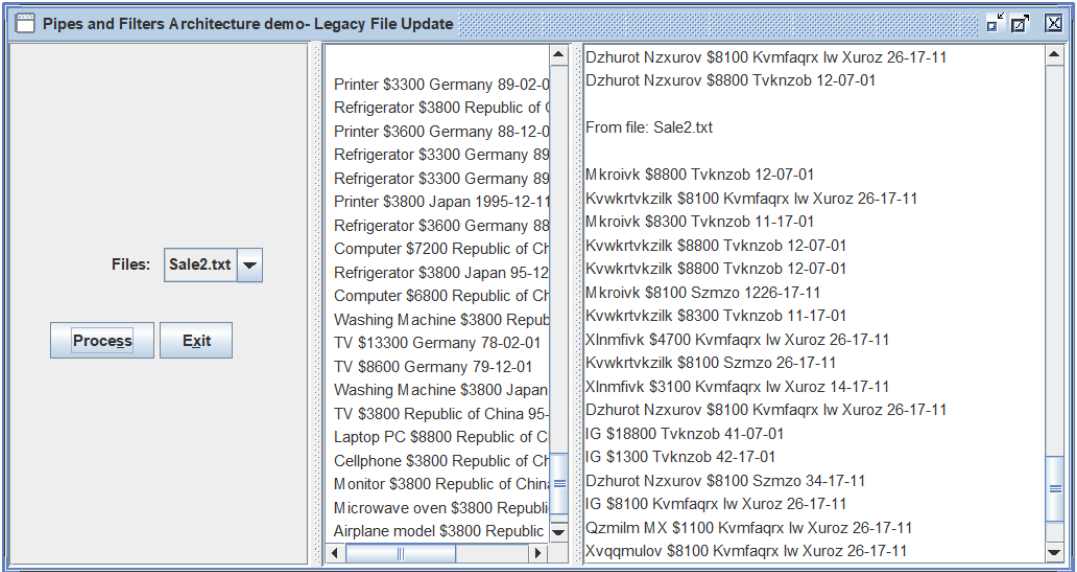 Pipes and Filters Architecture demo- Legacy File Update
Files:
Sale2.txt
Process
Exit
Printer $3300 Germany 89-02-0
Refrigerator $3800 Republic of
Printer $3600 Germany 88-12-0
Refrigerator $3300 Germany 89
Refrigerator $3300 Germany 89
Printer $3800 Japan 1995-12-11
Refrigerator $3600 Germany 88
Computer $7200 Republic of Ch
Refrigerator $3800 Japan 95-12
Computer $6800 Republic of Ch
Washing Machine $3800 Repub
TV $13300 Germany 78-02-01
TV $8600 Germany 79-12-01
Washing Machine $3800 Japan
TV $3800 Republic of China 95-
Laptop PC $8800 Republic of C
Cellphone $3800 Republic of Ch
Monitor $3800 Republic of China
Microwave oven $3800 Republi
Airplane model $3800 Republic
Dzhurot Nzxurov $8100 Kvmfaqrx lw Xuroz 26-17-11
Dzhurot Nzxurov $8800 Tvknzob 12-07-01
From file: Sale2.txt
Mkroivk $8800 Tvknzob 12-07-01
Kvwkrtvkzilk $8100 Kvmfaqrx lw Xuroz 26-17-11
Mkroivk $8300 Tvknzob 11-17-01
Kvwkrtvkzilk $8800 Tvknzob 12-07-01
Kvwkrtvkzilk $8800 Tvknzob 12-07-01
Mkroivk $8100 Szmzo 1226-17-11
Kvwkrtvkzilk $8300 Tvknzob 11-17-01
Xlnmfivk $4700 Kvmfaqrx lw Xuroz 26-17-11
Kvwkrtvkzilk $8100 Szmzo 26-17-11
Xlnmfivk $3100 Kvmfaqrx lw Xuroz 14-17-11
Dzhurot Nzxurov $8100 Kvmfaqrx lw Xuroz 26-17-11
IG $18800 Tvknzob 41-07-01
IG $1300 Tvknzob 42-17-01
Dzhurot Nzxurov $8100 Szmzo 34-17-11
IG $8100 Kvmfaqrx lw Xuroz 26-17-11
Qzmilm MX $1100 Kvmfaqrx lw Xuroz 26-17-11
Xvqqmulov $8100 Kvmfaqrx lw Xuroz 26-17-11